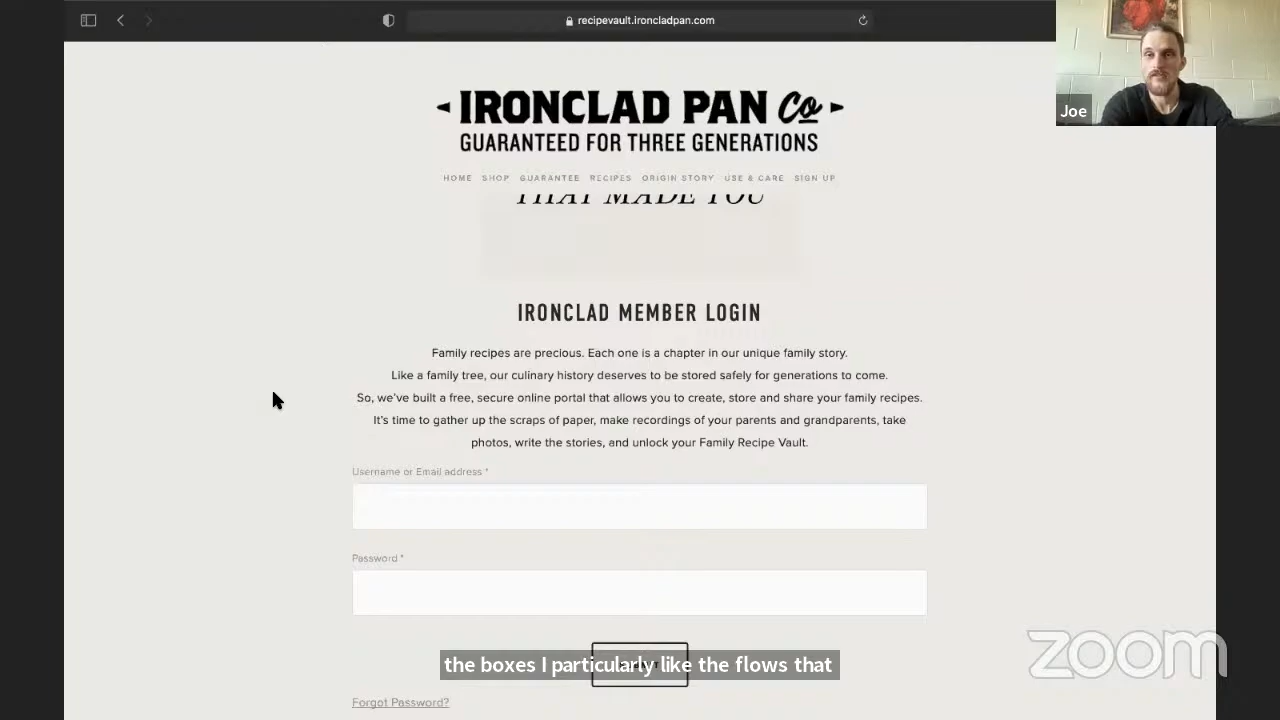 recipevault.ironcladpan.com
Joe
IRONCLAD PAN Co
GUARANTEED FOR THREE GENERATIONS
HOME SHOP GUARANTEE RECIPES ORIGIN STORY USE & CARE SIGN UP
THAT MADE YOU
IRONCLAD MEMBER LOGIN
Family recipes are precious. Each one is a chapter in our unique family story.
Like a family tree, our culinary history deserves to be stored safely for generations to come.
So, we've built a free, secure online portal that allows you to create, store and share your family recipes.
It's time to gather up the scraps of paper, make recordings of your parents and grandparents, take
photos, write the stories, and unlock your Family Recipe Vault.
Username or Email address *
Password *
the boxes I particularly like the flows that
zoom
Forgot Password?